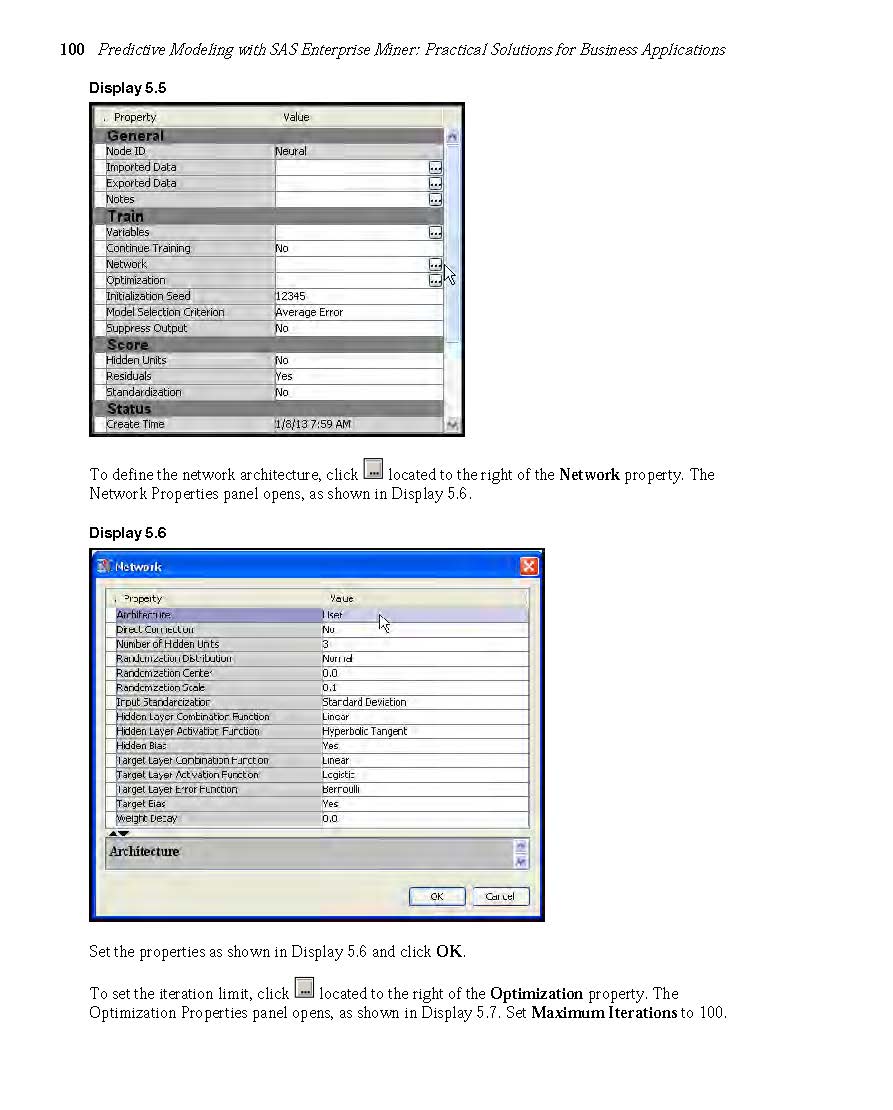 100 Predictive Modeling with SAS Enterprise Miner: Practical Solutions for Business Applications
Display 5.5
. Property Value
General
Node ID Neural
Imported Data ...
Exported Data ...
Notes ...
Train
Variables ...
Continue Training No
Network ...
Optimization ...
Initialization Seed 12345
Model Selection Criterion Average Error
Suppress Output No
Score
Hidden Units No
Residuals Yes
Standardization No
Status
Create Time 1/8/13 7:59 AM
To define the network architecture, click ... located to the right of the Network property. The
Network Properties panel opens, as shown in Display 5.6.
Display 5.6
Network
. Property Value
Architecture User
Direct Connection No
Number of Hidden Units 3
Randomization Distribution Normal
Randomization Center 0.0
Randomization Scale 0.1
Input Standardization Standard Deviation
Hidden Layer Combination Function Linear
Hidden Layer Activation Function Hyperbolic Tangent
Hidden Bias Yes
Target Layer Combination Function Linear
Target Layer Activation Function Logistic
Target Layer Error Function Bernoulli
Target Bias Yes
Weight Decay 0.0
Architecture
OK Cancel
Set the properties as shown in Display 5.6 and click OK.
To set the iteration limit, click ... located to the right of the Optimization property. The
Optimization Properties panel opens, as shown in Display 5.7. Set Maximum Iterations to 100.